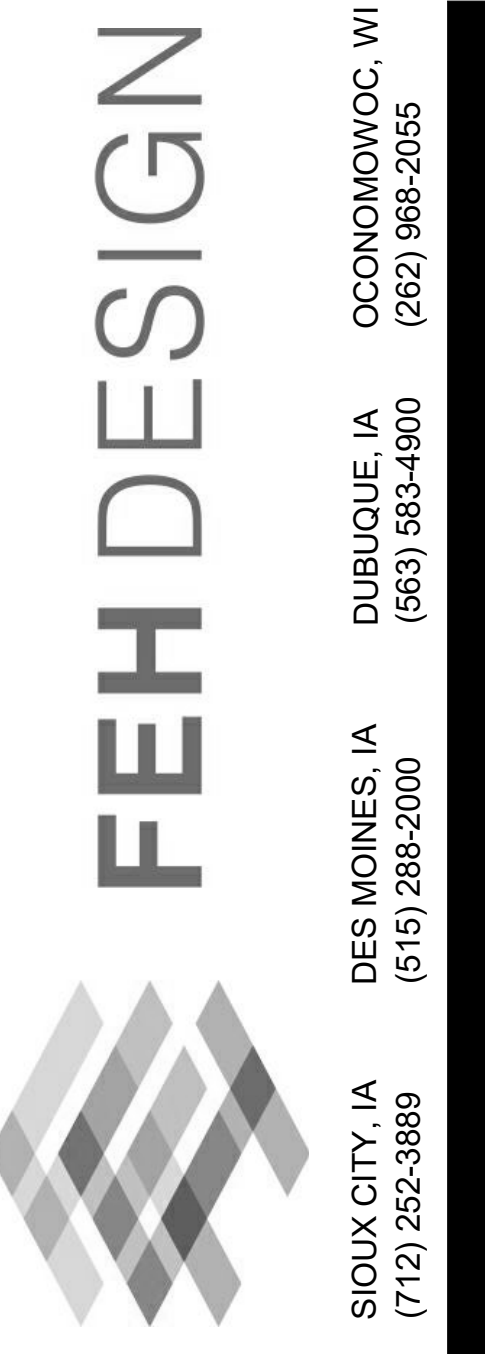 FEH DESIGN
SIOUX CITY, IA
(712) 252-3889
DES MOINES, IA
(515) 288-2000
DUBUQUE, IA
(563) 583-4900
OCONOMOWOC, WI
(262) 968-2055